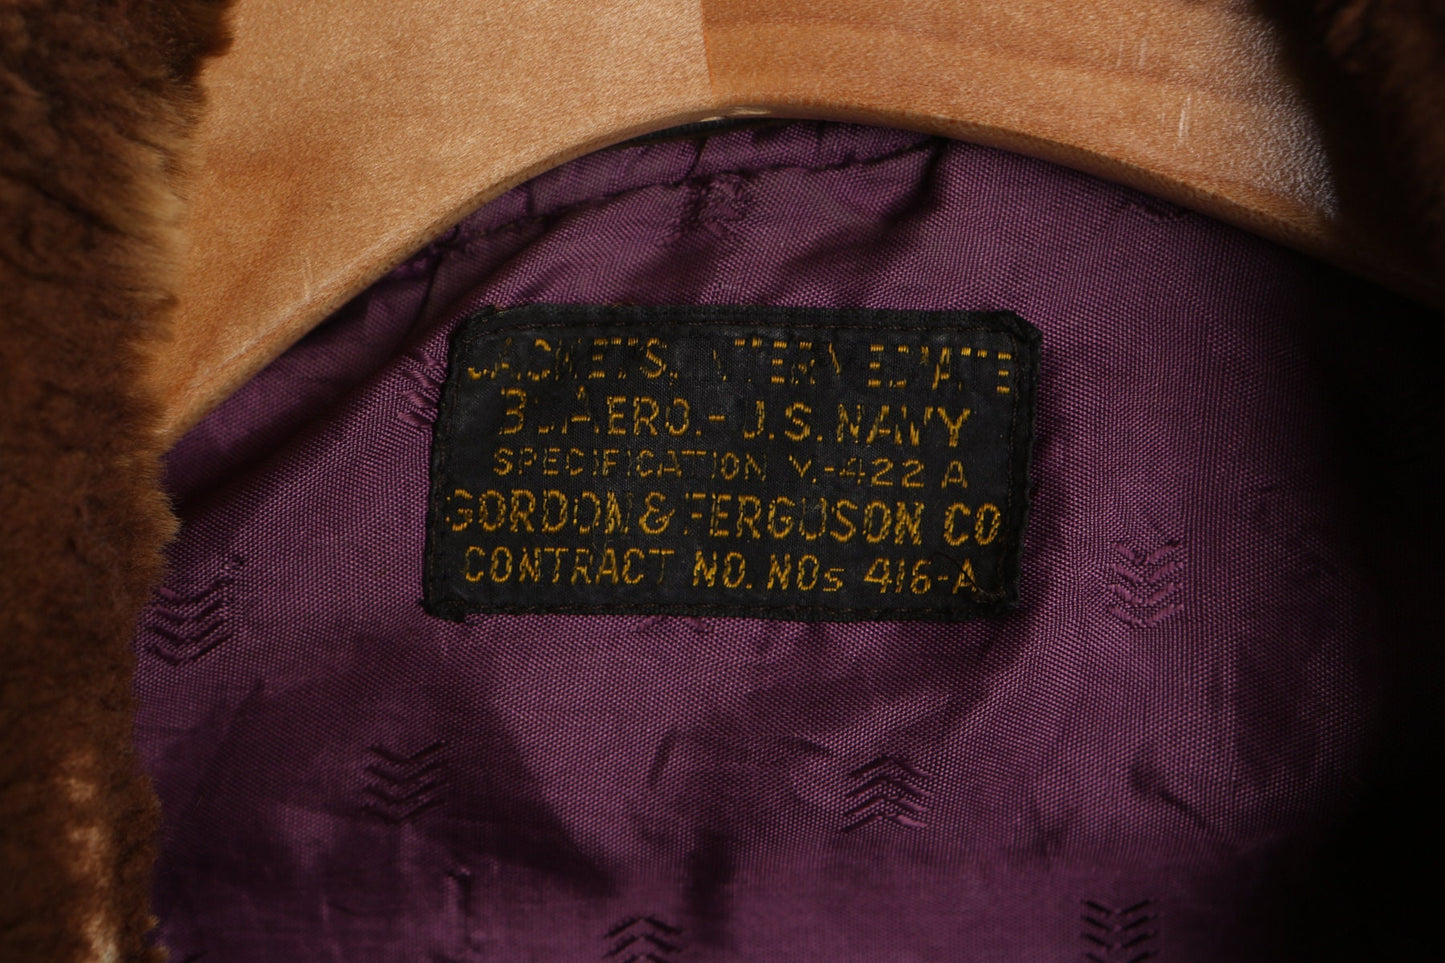 JACKETS, INTERMEDIATE
BU.AERO.- U.S. NAVY
SPECIFICATION M-422 A
GORDON & FERGUSON CO.
CONTRACT NO. NOs 416-A